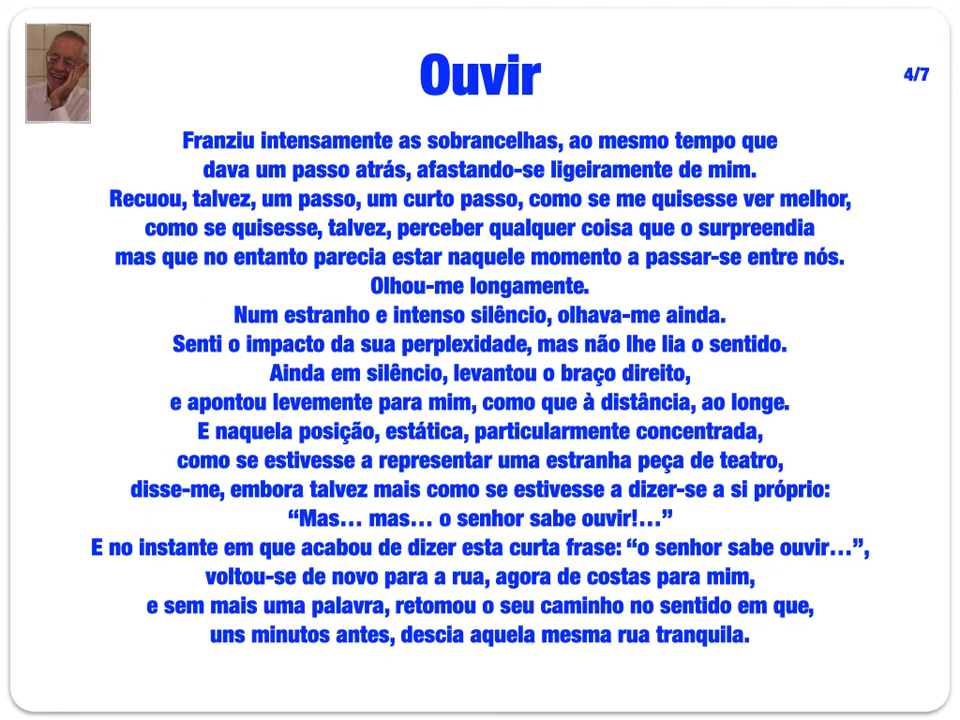 Ouvir
4/7
Franziu intensamente as sobrancelhas, ao mesmo tempo que
dava um passo atrás, afastando-se ligeiramente de mim.
Recuou, talvez, um passo, um curto passo, como se me quisesse ver melhor,
como se quisesse, talvez, perceber qualquer coisa que o surpreendia
mas que no entanto parecia estar naquele momento a passar-se entre nós.
Olhou-me longamente.
Num estranho e intenso silêncio, olhava-me ainda.
Senti o impacto da sua perplexidade, mas não lhe lia o sentido.
Ainda em silêncio, levantou o braço direito,
e apontou levemente para mim, como que à distância, ao longe.
E naquela posição, estática, particularmente concentrada,
como se estivesse a representar uma estranha peça de teatro,
disse-me, embora talvez mais como se estivesse a dizer-se a si próprio:
“Mas… mas… o senhor sabe ouvir!…”
E no instante em que acabou de dizer esta curta frase: “o senhor sabe ouvir…”,
voltou-se de novo para a rua, agora de costas para mim,
e sem mais uma palavra, retomou o seu caminho no sentido em que,
uns minutos antes, descia aquela mesma rua tranquila.